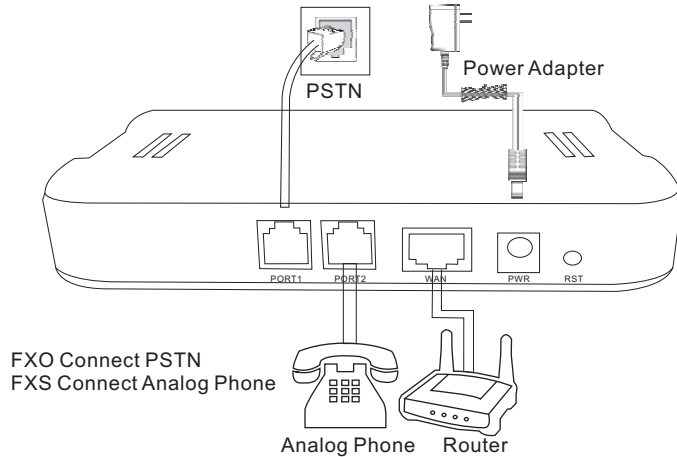 PSTN
Power Adapter
PORT1
PORT2
WAN
PWR
RST
FXO Connect PSTN
FXS Connect Analog Phone
Analog Phone
Router